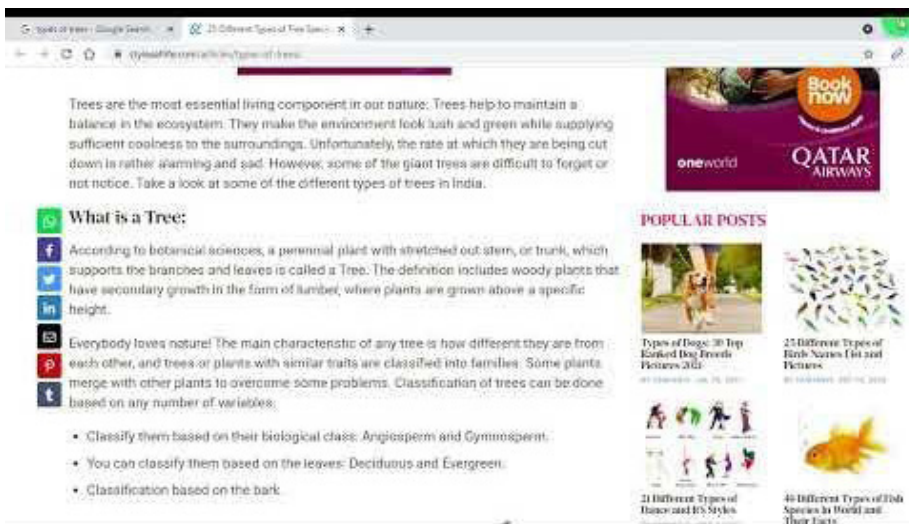 types of trees - Google Search
25 Different Types of Tree Speci
Trees are the most essential living component in our nature. Trees help to maintain a
balance in the ecosystem. They make the environment look lush and green while supplying
sufficient coolness to the surroundings. Unfortunately, the rate at which they are being cut
down is rather alarming and sad. However, some of the giant trees are difficult to forget or
not notice. Take a look at some of the different types of trees in India.
What is a Tree:
According to botanical sciences, a perennial plant with stretched out stem, or trunk, which
supports the branches and leaves is called a Tree. The definition includes woody plants that
have secondary growth in the form of lumber, where plants are grown above a specific
height.
Everybody loves nature! The main characteristic of any tree is how different they are from
each other, and trees or plants with similar traits are classified into families. Some plants
merge with other plants to overcome some problems. Classification of trees can be done
based on any number of variables:
• Classify them based on their biological class: Angiosperm and Gymnosperm.
• You can classify them based on the leaves: Deciduous and Evergreen.
• Classification based on the bark
Book
now
oneworld
QATAR
AIRWAYS
POPULAR POSTS
Types of Dogs: 30 Top
Ranked Dog Breeds
Pictures 2021
25 Different Types of
Birds Names List and
Pictures
21 Different Types of
Dance and It's Styles
Different Types of Fish
Species in World and
Their Facts